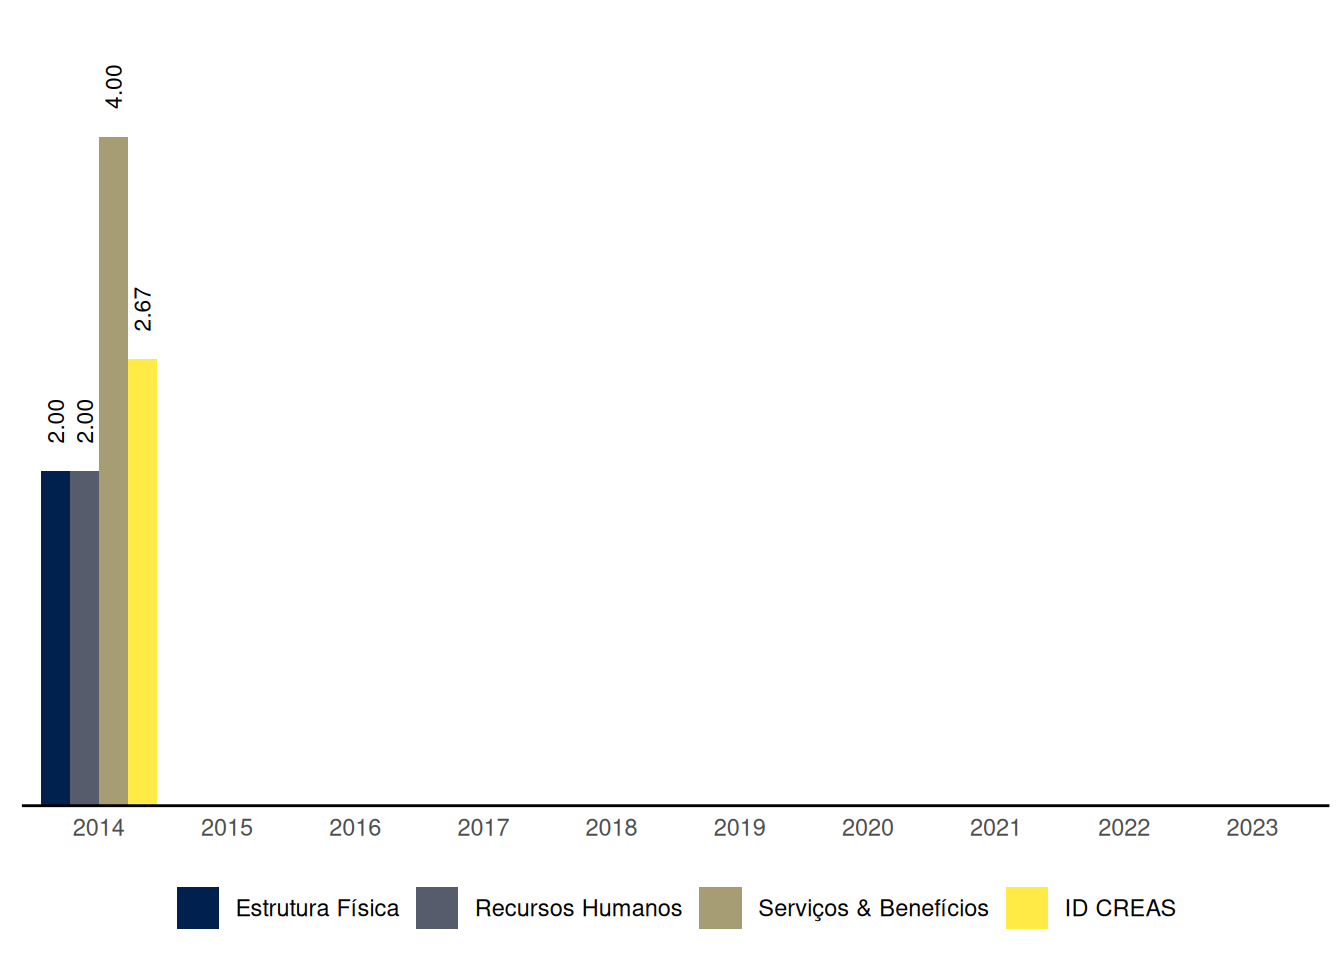 4.00
2.67
2.00 2.00
2014 2015 2016 2017 2018 2019 2020 2021 2022 2023
Estrutura Física Recursos Humanos Serviços & Benefícios ID CREAS